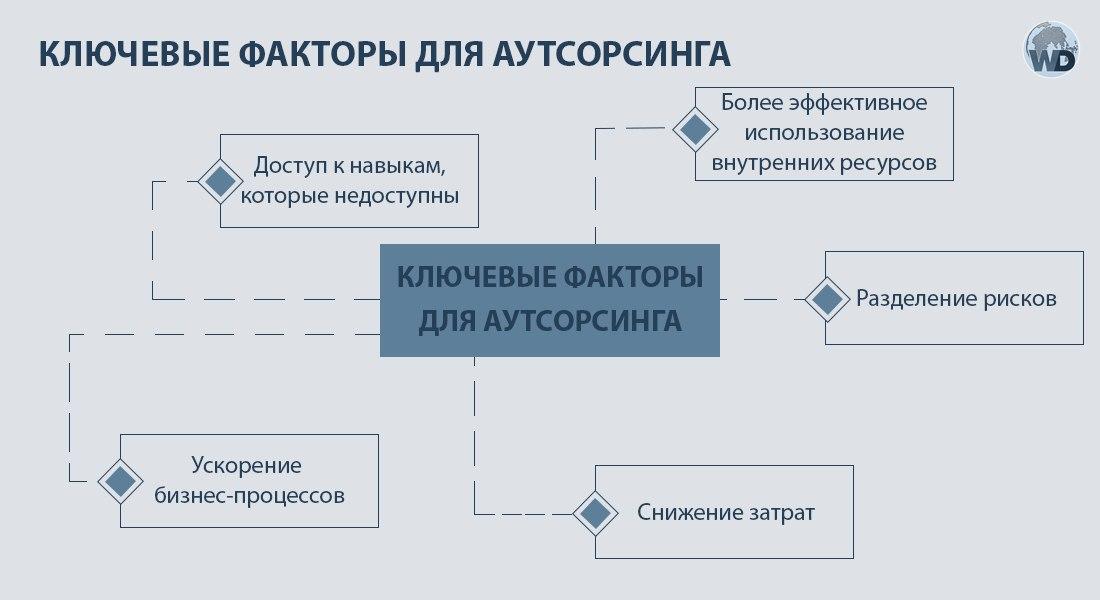 КЛЮЧЕВЫЕ ФАКТОРЫ ДЛЯ АУТСОРСИНГА
WD
Более эффективное
использование
внутренних ресурсов
Доступ к навыкам,
которые недоступны
КЛЮЧЕВЫЕ ФАКТОРЫ
ДЛЯ АУТСОРСИНГА
Разделение рисков
Ускорение
бизнес-процессов
Снижение затрат